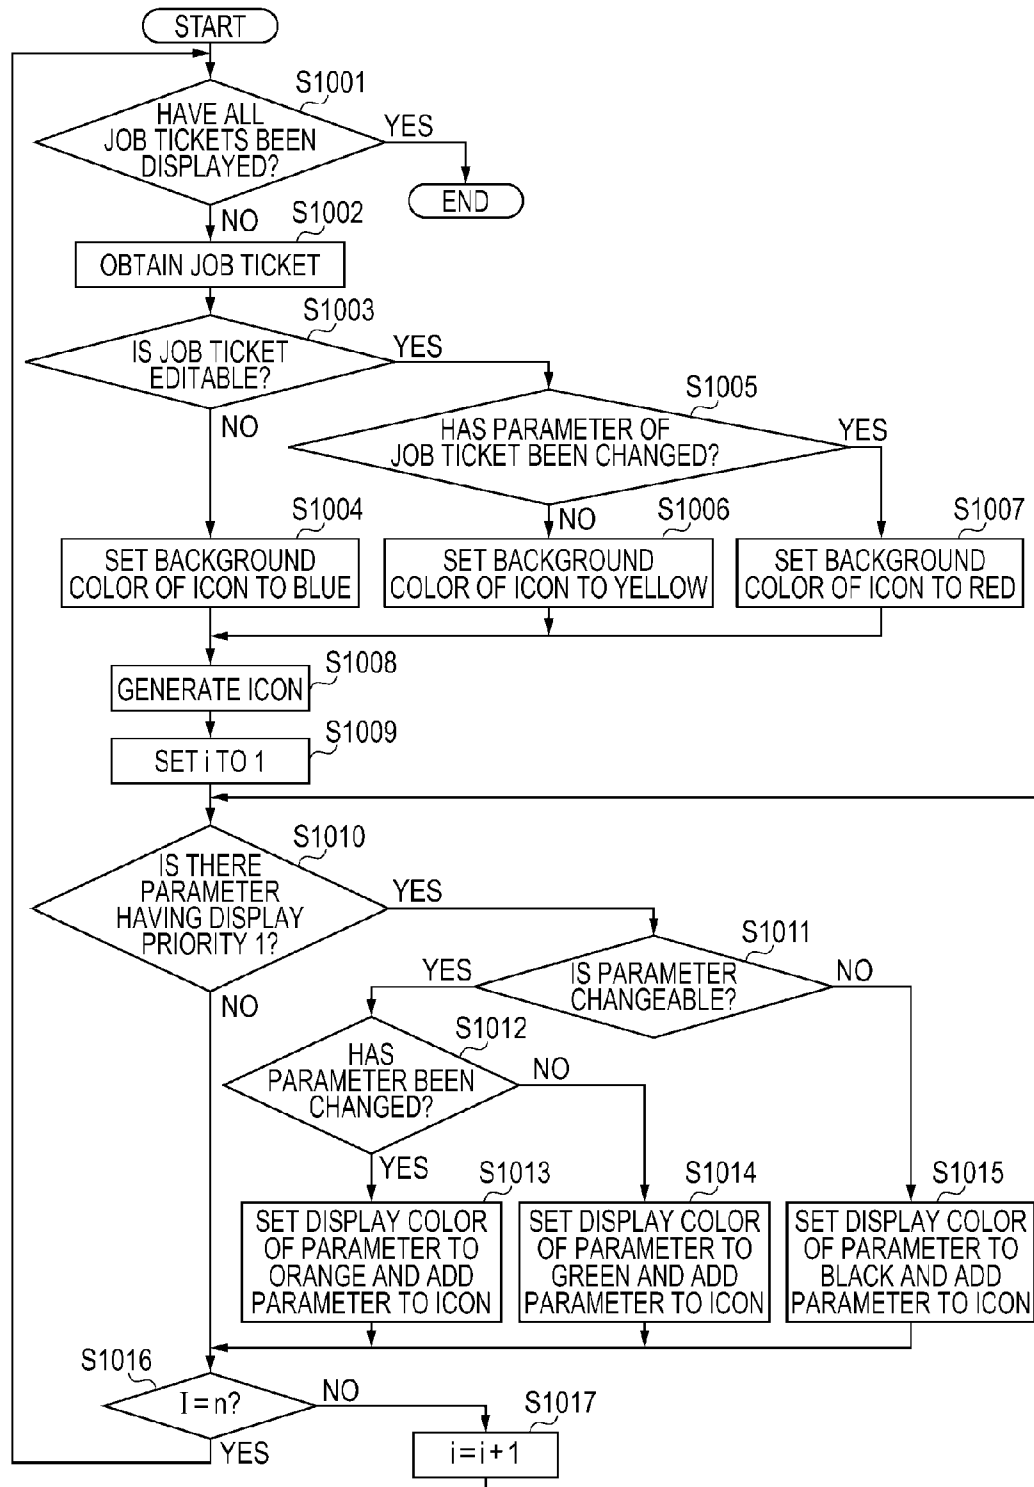 START
S1001
HAVE ALL
JOB TICKETS BEEN
DISPLAYED?
YES
END
NO
S1002
OBTAIN JOB TICKET
S1003
IS JOB TICKET
EDITABLE?
YES
NO
S1005
HAS PARAMETER OF
JOB TICKET BEEN CHANGED?
YES
NO
S1004
SET BACKGROUND
COLOR OF ICON TO BLUE
S1006
SET BACKGROUND
COLOR OF ICON TO YELLOW
S1007
SET BACKGROUND
COLOR OF ICON TO RED
S1008
GENERATE ICON
S1009
SET i TO 1
S1010
IS THERE
PARAMETER
HAVING DISPLAY
PRIORITY 1?
YES
NO
S1011
IS PARAMETER
CHANGEABLE?
YES
NO
S1012
HAS
PARAMETER BEEN
CHANGED?
NO
YES
S1013
SET DISPLAY COLOR
OF PARAMETER TO
ORANGE AND ADD
PARAMETER TO ICON
S1014
SET DISPLAY COLOR
OF PARAMETER TO
GREEN AND ADD
PARAMETER TO ICON
S1015
SET DISPLAY COLOR
OF PARAMETER TO
BLACK AND ADD
PARAMETER TO ICON
S1016
I = n?
NO
YES
S1017
i = i + 1